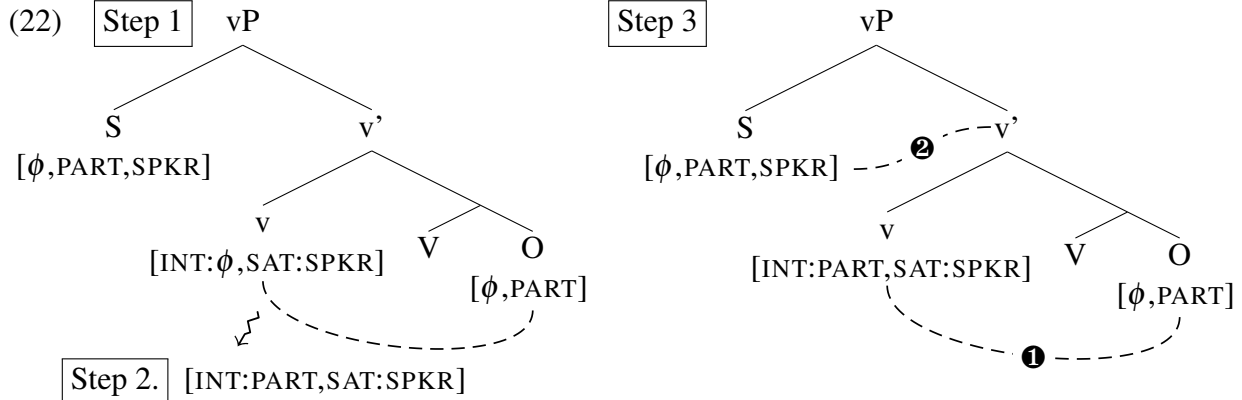 (22) Step 1 vP Step 3 vP
S v’ S v’
[ϕ,PART,SPKR] ❷ [ϕ,PART,SPKR]
v V O v V O
[INT:ϕ,SAT:SPKR] [ϕ,PART] [INT:PART,SAT:SPKR] [ϕ,PART]
❶
Step 2. [INT:PART,SAT:SPKR]